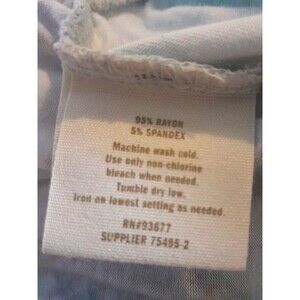 95% RAYON
5% SPANDEX
Machine wash cold.
Use only non-chlorine
bleach when needed.
Tumble dry low.
Iron on lowest setting as needed.
RN#93677
SUPPLIER 75495-2